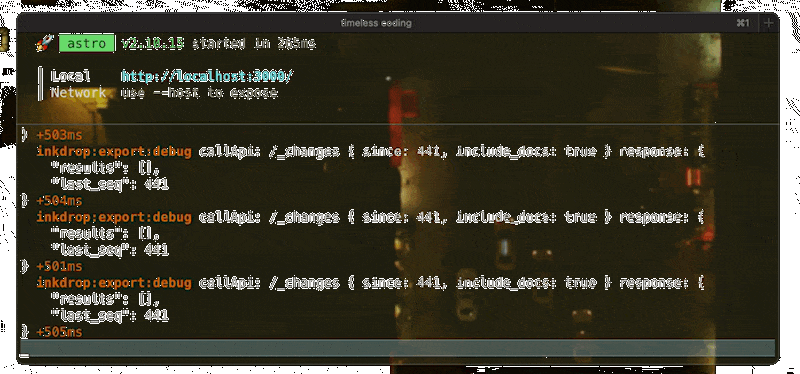 timeless coding
⌘1 +
🚀 astro v2.10.15 started in 265ms
Local http://localhost:3000/
Network use --host to expose
} +503ms
inkdrop:export:debug callApi: /_changes { since: 441, include_docs: true } response: {
"results": [],
"last_seq": 441
} +504ms
inkdrop:export:debug callApi: /_changes { since: 441, include_docs: true } response: {
"results": [],
"last_seq": 441
} +501ms
inkdrop:export:debug callApi: /_changes { since: 441, include_docs: true } response: {
"results": [],
"last_seq": 441
} +505ms